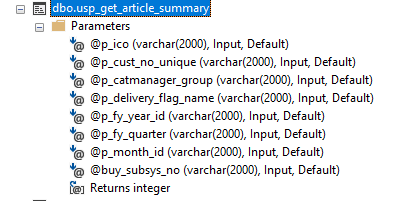 dbo.usp_get_article_summary
Parameters
@p_ico (varchar(2000), Input, Default)
@p_cust_no_unique (varchar(2000), Input, Default)
@p_catmanager_group (varchar(2000), Input, Default)
@p_delivery_flag_name (varchar(2000), Input, Default)
@p_fy_year_id (varchar(2000), Input, Default)
@p_fy_quarter (varchar(2000), Input, Default)
@p_month_id (varchar(2000), Input, Default)
@buy_subsys_no (varchar(2000), Input, Default)
Returns integer